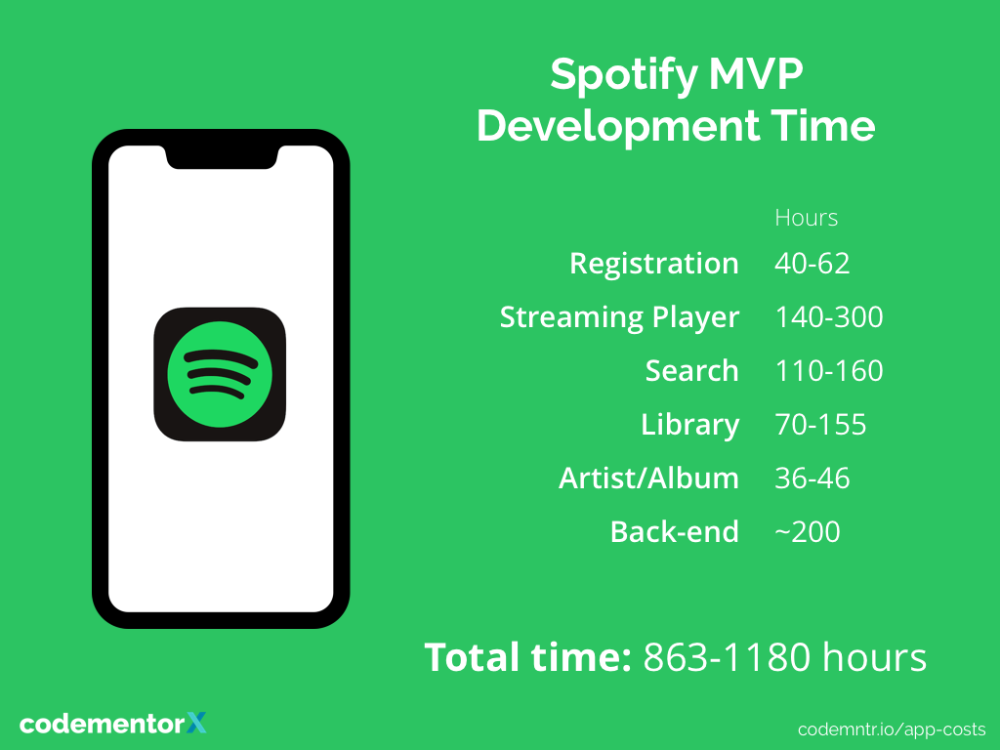 Spotify MVP
Development Time
Hours
Registration 40-62
Streaming Player 140-300
Search 110-160
Library 70-155
Artist/Album 36-46
Back-end ~200
Total time: 863-1180 hours
codementorX
codemntr.io/app-costs